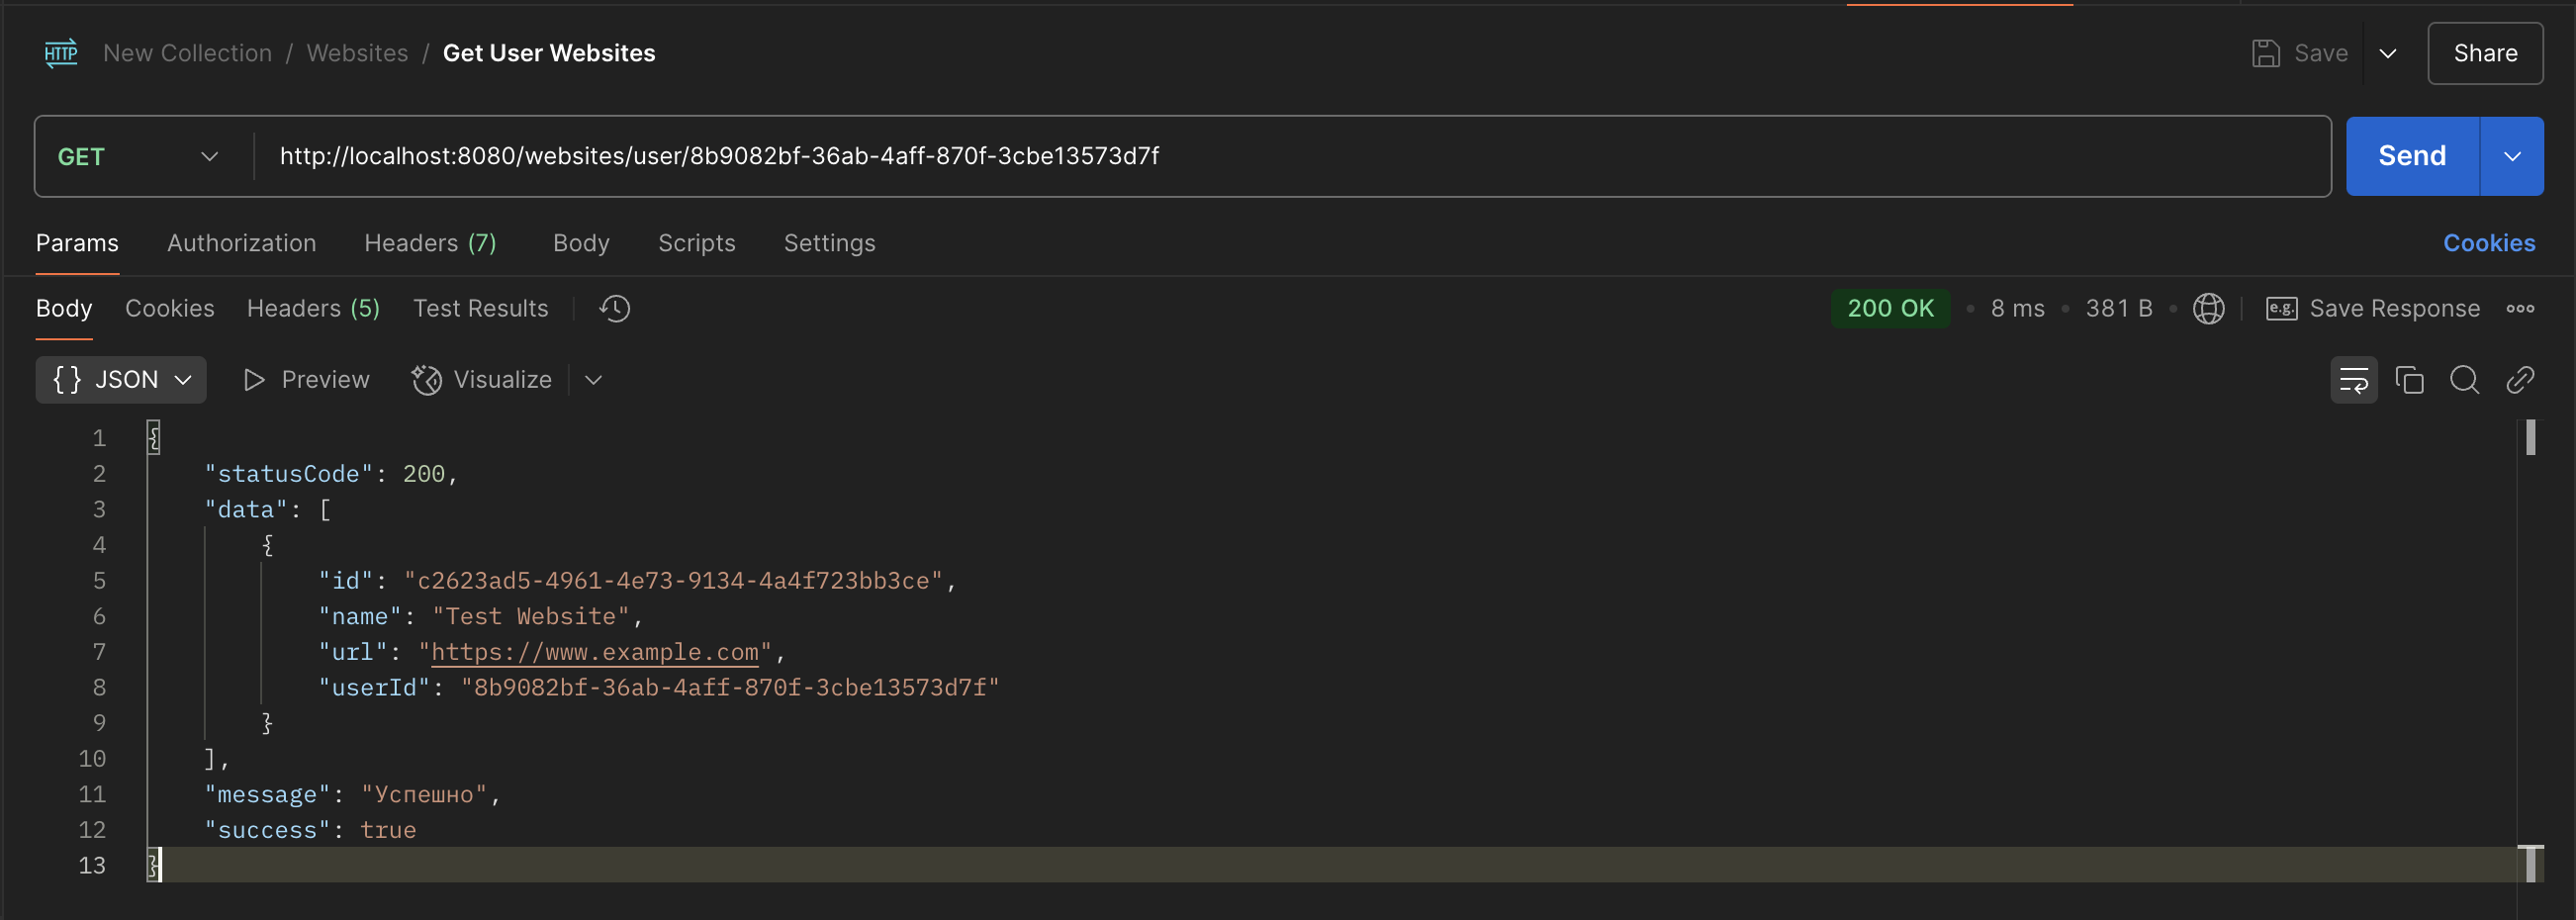 HTTP New Collection / Websites / Get User Websites Save Share
GET http://localhost:8080/websites/user/8b9082bf-36ab-4aff-870f-3cbe13573d7f Send
Params Authorization Headers (7) Body Scripts Settings Cookies
Body Cookies Headers (5) Test Results 200 OK • 8 ms • 381 B • e.g. Save Response
{} JSON Preview Visualize
1 {
2 "statusCode": 200,
3 "data": [
4 {
5 "id": "c2623ad5-4961-4e73-9134-4a4f723bb3ce",
6 "name": "Test Website",
7 "url": "https://www.example.com",
8 "userId": "8b9082bf-36ab-4aff-870f-3cbe13573d7f"
9 }
10 ],
11 "message": "Успешно",
12 "success": true
13 }